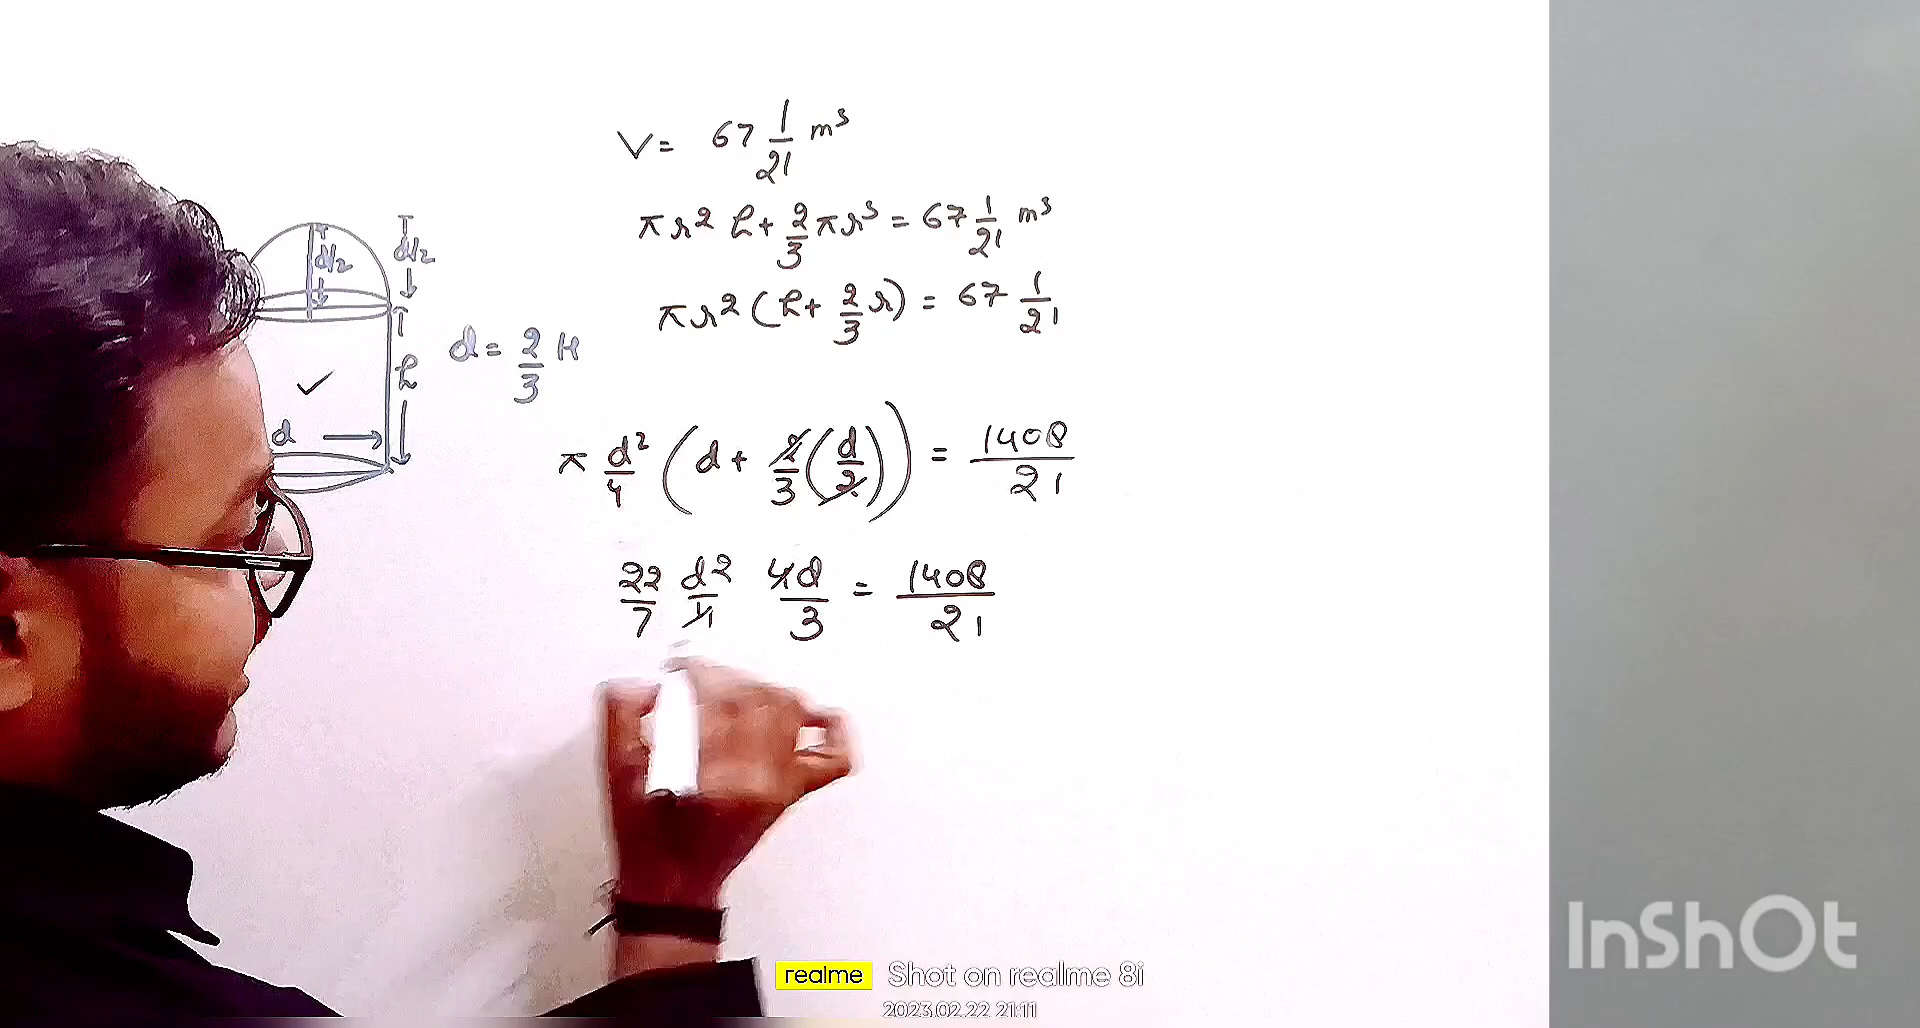 V = 67 1/21 m³
πr² h + 2/3 πr³ = 67 1/21 m³
πr² (h + 2/3 r) = 67 1/21
d/2
d/2
h
d
d = 2/3 H
π d²/4 (d + 2/3 (d/2)) = 1408/21
22/7 d²/4 4d/3 = 1408/21
InShOt
realme Shot on realme 8i
2023.02.22 21:11